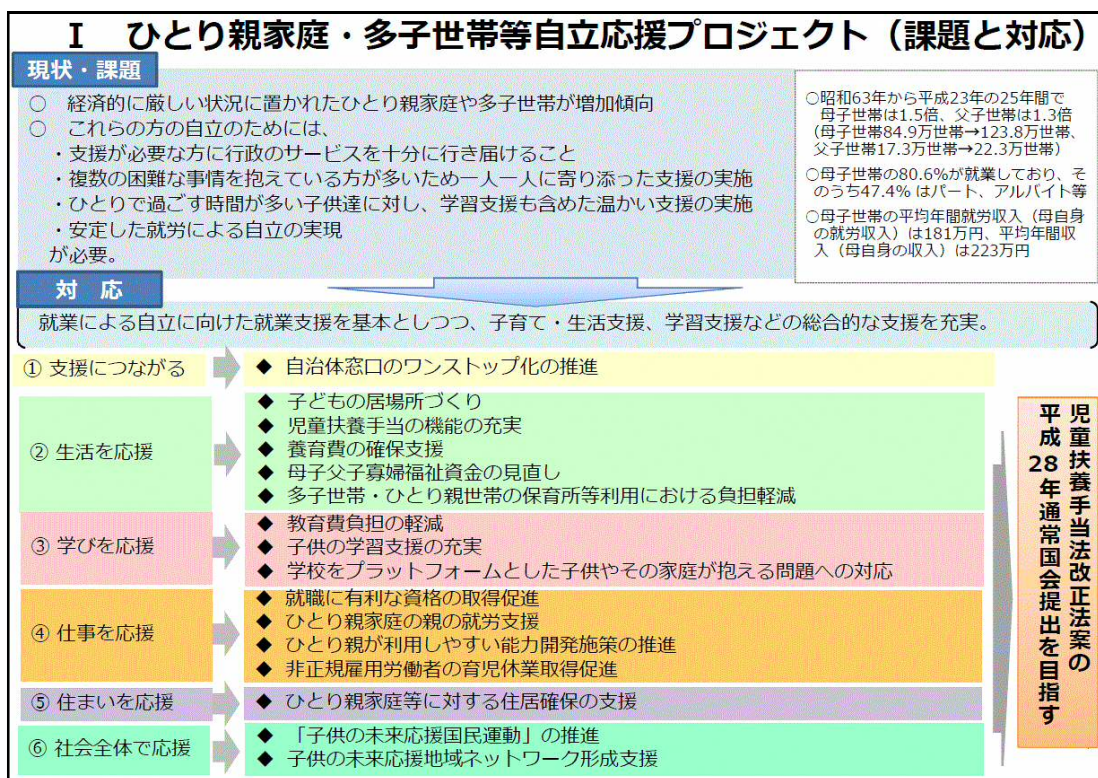 Ⅰ ひとり親家庭・多子世帯等自立応援プロジェクト（課題と対応）
現状・課題
○ 経済的に厳しい状況に置かれたひとり親家庭や多子世帯が増加傾向
○ これらの方の自立のためには、
・支援が必要な方に行政のサービスを十分に行き届けること
・複数の困難な事情を抱えている方が多いため一人一人に寄り添った支援の実施
・ひとりで過ごす時間が多い子供達に対し、学習支援も含めた温かい支援の実施
・安定した就労による自立の実現
が必要。
○昭和63年から平成23年の25年間で
母子世帯は1.5倍、父子世帯は1.3倍
（母子世帯84.9万世帯→123.8万世帯、
父子世帯17.3万世帯→22.3万世帯）
○母子世帯の80.6%が就業しており、そ
のうち47.4% はパート、アルバイト等
○母子世帯の平均年間就労収入（母自身
の就労収入）は181万円、平均年間収
入（母自身の収入）は223万円
対 応
就業による自立に向けた就業支援を基本としつつ、子育て・生活支援、学習支援などの総合的な支援を充実。
① 支援につながる
◆ 自治体窓口のワンストップ化の推進
② 生活を応援
◆ 子どもの居場所づくり
◆ 児童扶養手当の機能の充実
◆ 養育費の確保支援
◆ 母子父子寡婦福祉資金の見直し
◆ 多子世帯・ひとり親世帯の保育所等利用における負担軽減
③ 学びを応援
◆ 教育費負担の軽減
◆ 子供の学習支援の充実
◆ 学校をプラットフォームとした子供やその家庭が抱える問題への対応
④ 仕事を応援
◆ 就職に有利な資格の取得促進
◆ ひとり親家庭の親の就労支援
◆ ひとり親が利用しやすい能力開発施策の推進
◆ 非正規雇用労働者の育児休業取得促進
⑤ 住まいを応援
◆ ひとり親家庭等に対する住居確保の支援
⑥ 社会全体で応援
◆ 「子供の未来応援国民運動」の推進
◆ 子供の未来応援地域ネットワーク形成支援
児童扶養手当法改正法案の
平成28年通常国会提出を目指す